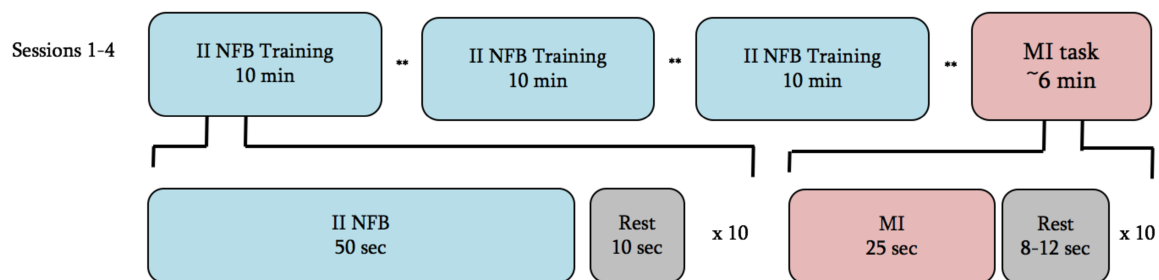 Sessions 1-4
II NFB Training
10 min
**
II NFB Training
10 min
**
II NFB Training
10 min
**
MI task
~6 min
II NFB
50 sec
Rest
10 sec
x 10
MI
25 sec
Rest
8-12 sec
x 10